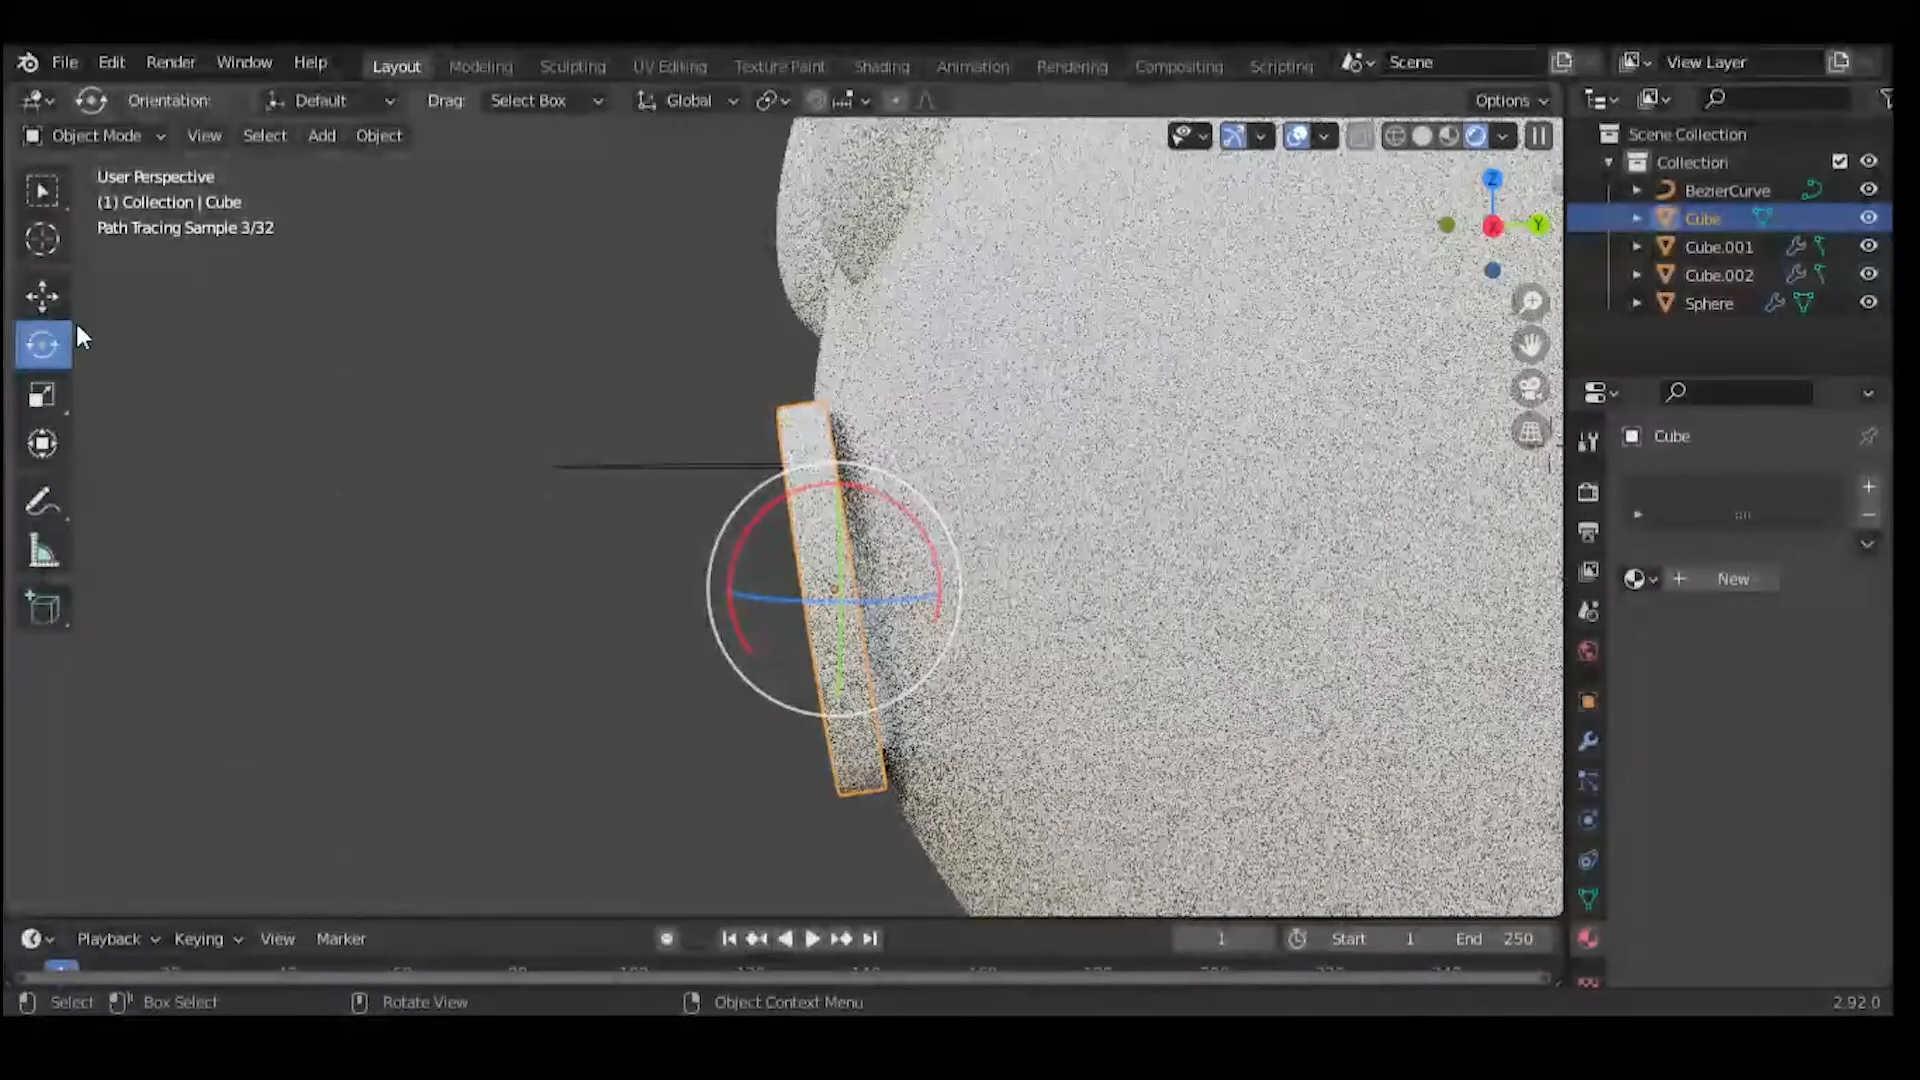 File Edit Render Window Help Layout Modeling Sculpting UV Editing Texture Paint Shading Animation Rendering Compositing Scripting Scene View Layer
Orientation: Default Drag: Select Box Global Options
Object Mode View Select Add Object
User Perspective
(1) Collection | Cube
Path Tracing Sample 3/32
Z
X
Y
Scene Collection
Collection
BezierCurve
Cube
Cube.001
Cube.002
Sphere
Cube
New
Playback Keying View Marker 1 Start 1 End 250
Select Box Select Rotate View Object Context Menu 2.92.0